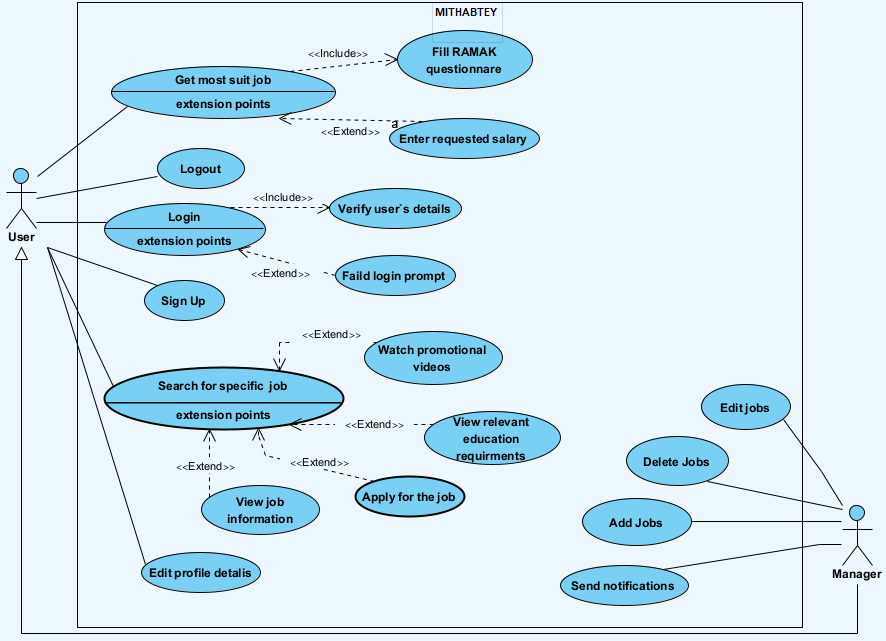 MITHABTEY
Fill RAMAK
questionnare
<<Include>>
Get most suit job
extension points
a
<<Extend>>
Enter requested salary
Logout
User
<<Include>>
Login
extension points
Verify user`s details
<<Extend>>
Faild login prompt
Sign Up
<<Extend>>
Watch promotional
videos
Search for specific job
extension points
<<Extend>>
View relevant
education
requirments
<<Extend>>
<<Extend>>
View job
information
Apply for the job
Edit profile detalis
Edit jobs
Delete Jobs
Add Jobs
Send notifications
Manager